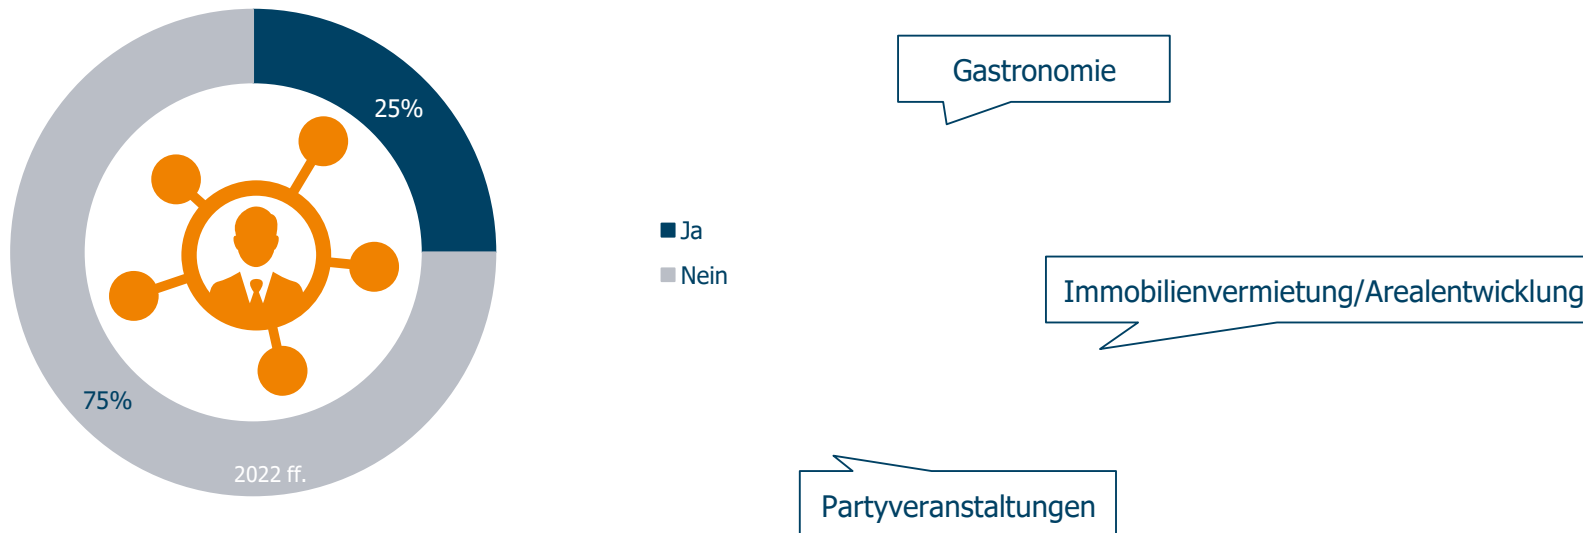 25%
75%
2022 ff.
Ja
Nein
Gastronomie
Immobilienvermietung/Arealentwicklung
Partyveranstaltungen